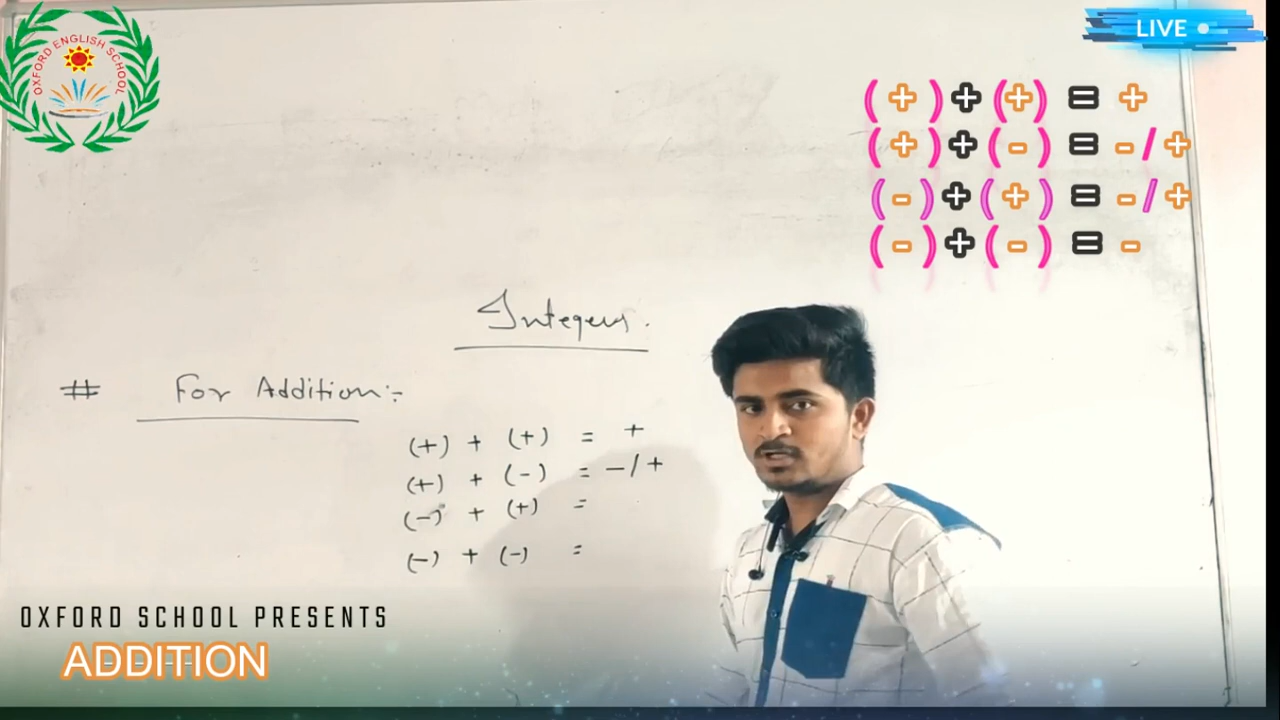 OXFORD ENGLISH SCHOOL
LIVE
(+)+(+) = +
(+)+(-) = -/+
(-)+(+) = -/+
(-)+(-) = -
Integers.
# For Addition:-
(+) + (+) = +
(+) + (-) = -/+
(-) + (+) =
(-) + (-) =
OXFORD SCHOOL PRESENTS
ADDITION